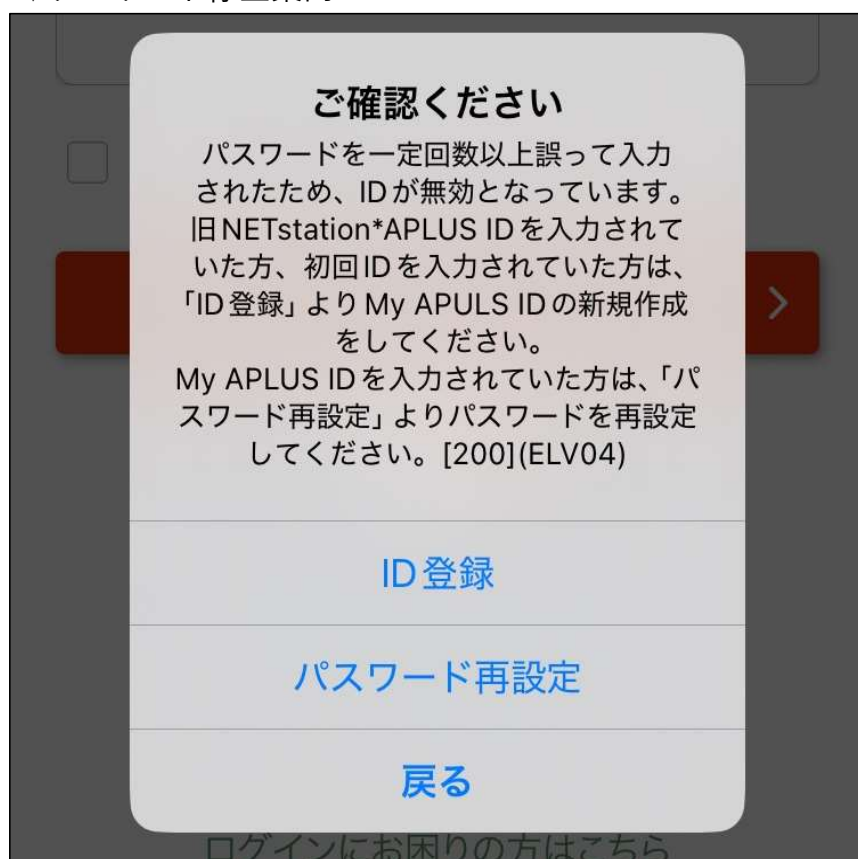 ご確認ください
パスワードを一定回数以上誤って入力
されたため、IDが無効となっています。
旧NETstation*APLUS IDを入力されて
いた方、初回IDを入力されていた方は、
「ID登録」よりMy APULS IDの新規作成
をしてください。
My APLUS IDを入力されていた方は、「パ
スワード再設定」よりパスワードを再設定
してください。[200](ELV04)
ID登録
パスワード再設定
戻る
ログインにお困りの方はこちら